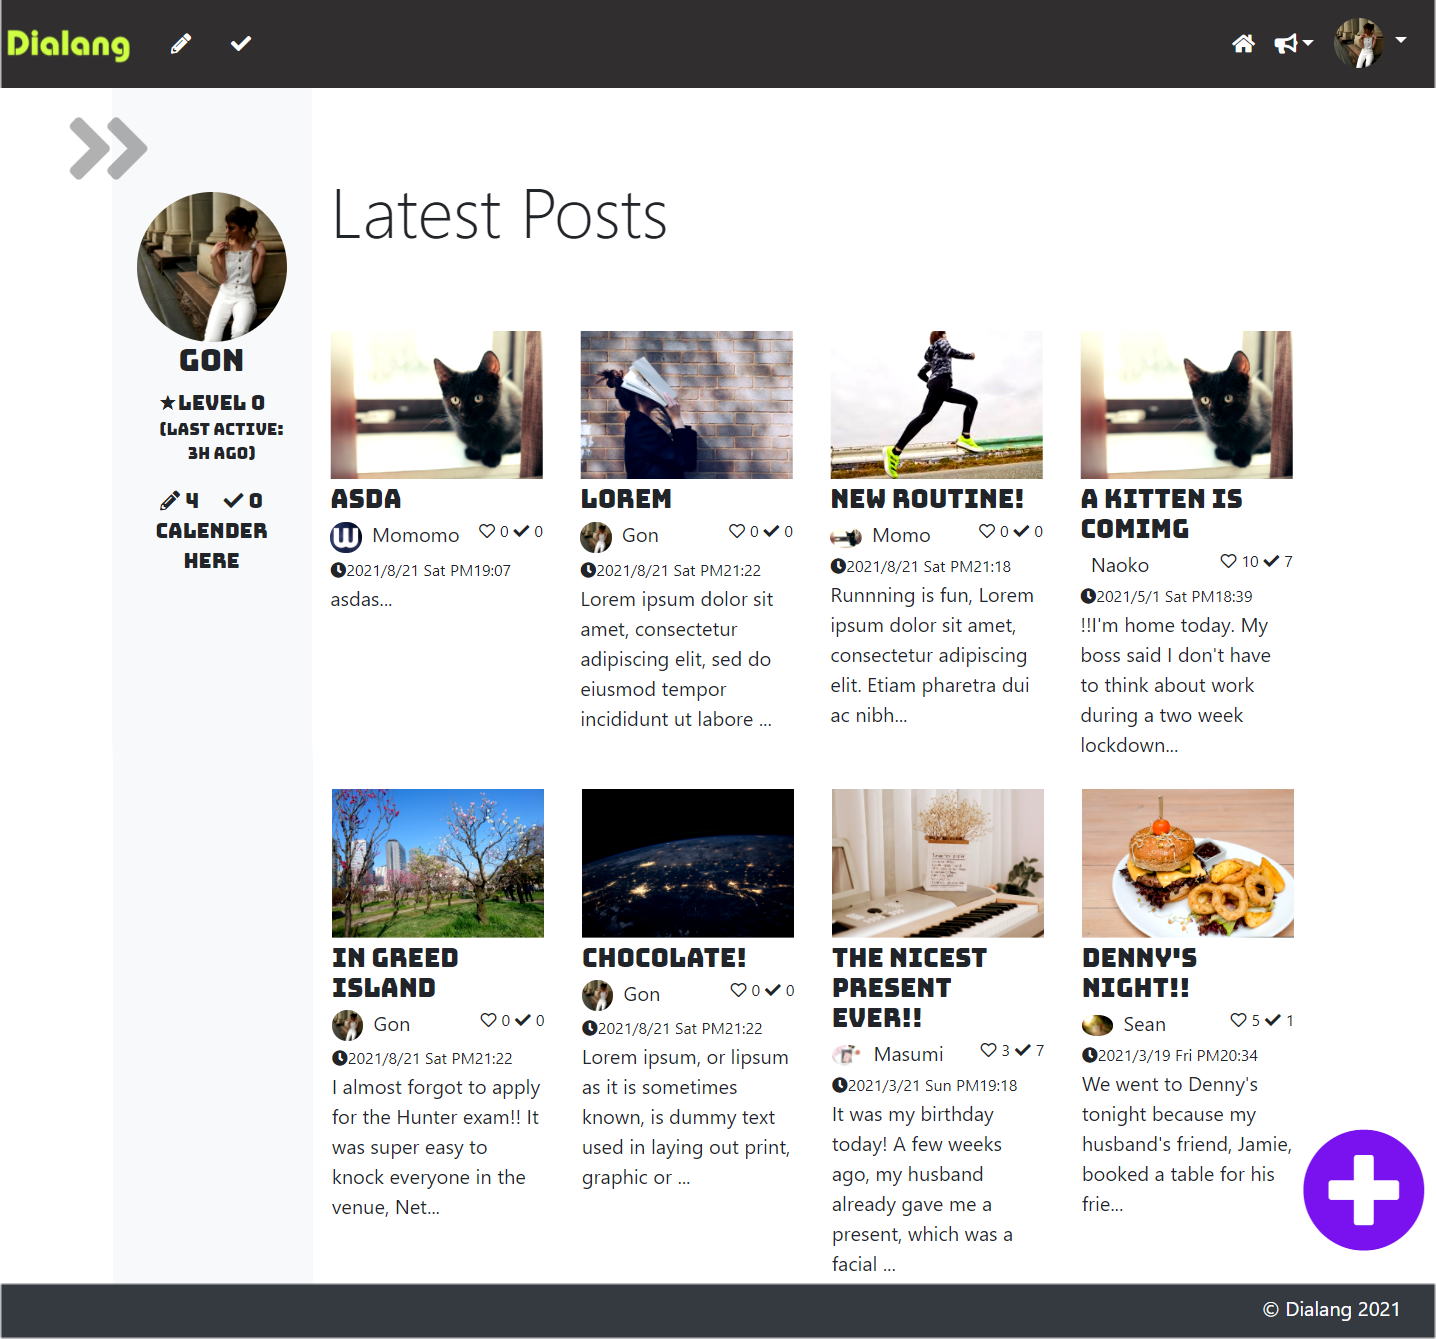 Dialang
Latest Posts
GON
LEVEL 0
(LAST ACTIVE:
3H AGO)
4 0
CALENDER
HERE
ASDA
Momomo 0 0
2021/8/21 Sat PM19:07
asdas...
LOREM
Gon 0 0
2021/8/21 Sat PM21:22
Lorem ipsum dolor sit
amet, consectetur
adipiscing elit, sed do
eiusmod tempor
incididunt ut labore ...
NEW ROUTINE!
Momo 0 0
2021/8/21 Sat PM21:18
Runnning is fun, Lorem
ipsum dolor sit amet,
consectetur adipiscing
elit. Etiam pharetra dui
ac nibh...
A KITTEN IS
COMIMG
Naoko 10 7
2021/5/1 Sat PM18:39
!!I'm home today. My
boss said I don't have
to think about work
during a two week
lockdown...
IN GREED
ISLAND
Gon 0 0
2021/8/21 Sat PM21:22
I almost forgot to apply
for the Hunter exam!! It
was super easy to
knock everyone in the
venue, Net...
CHOCOLATE!
Gon 0 0
2021/8/21 Sat PM21:22
Lorem ipsum, or lipsum
as it is sometimes
known, is dummy text
used in laying out print,
graphic or ...
THE NICEST
PRESENT
EVER!!
Masumi 3 7
2021/3/21 Sun PM19:18
It was my birthday
today! A few weeks
ago, my husband
already gave me a
present, which was a
facial ...
DENNY'S
NIGHT!!
Sean 5 1
2021/3/19 Fri PM20:34
We went to Denny's
tonight because my
husband's friend, Jamie,
booked a table for his
frie...
© Dialang 2021